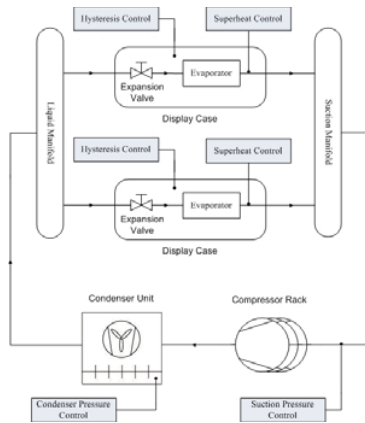 Hysteresis Control
Superheat Control
Liquid Manifold
Evaporator
Expansion
Valve
Display Case
Suction Manifold
Hysteresis Control
Superheat Control
Evaporator
Expansion
Valve
Display Case
Condenser Unit
Compressor Rack
Condenser Pressure
Control
Suction Pressure
Control